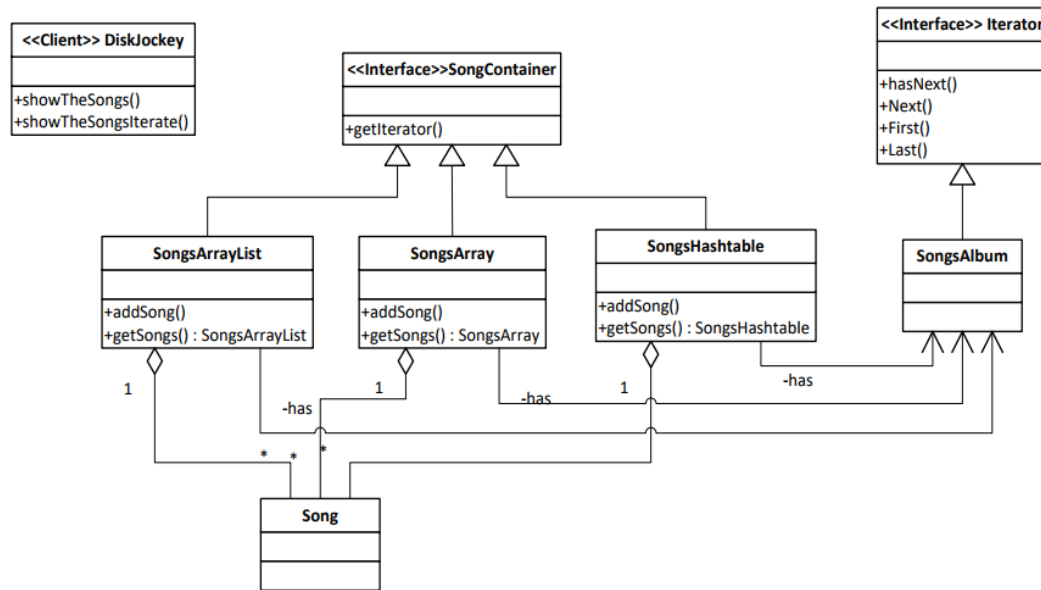 <<Client>> DiskJockey
+showTheSongs()
+showTheSongsIterate()
<<Interface>>SongContainer
+getIterator()
<<Interface>> Iterator
+hasNext()
+Next()
+First()
+Last()
SongsArrayList
+addSong()
+getSongs() : SongsArrayList
SongsArray
+addSong()
+getSongs() : SongsArray
SongsHashtable
+addSong()
+getSongs() : SongsHashtable
SongsAlbum
1
-has
1
-has
1
-has
*
*
*
Song